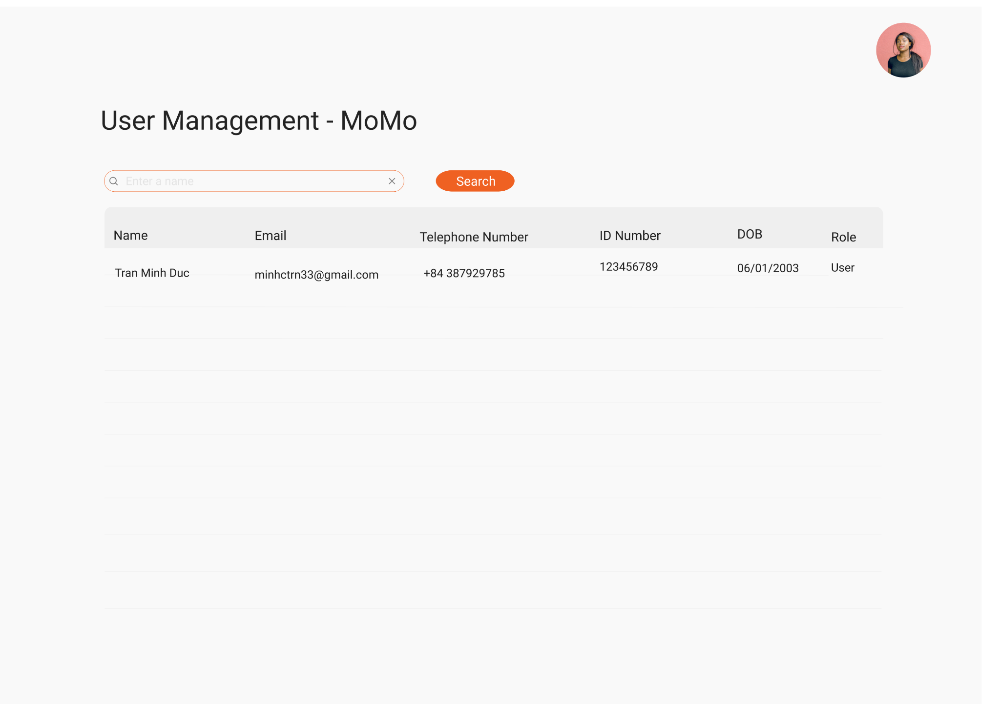 User Management - MoMo
Enter a name
Search
Name Email Telephone Number ID Number DOB Role
Tran Minh Duc minhctrn33@gmail.com +84 387929785 123456789 06/01/2003 User